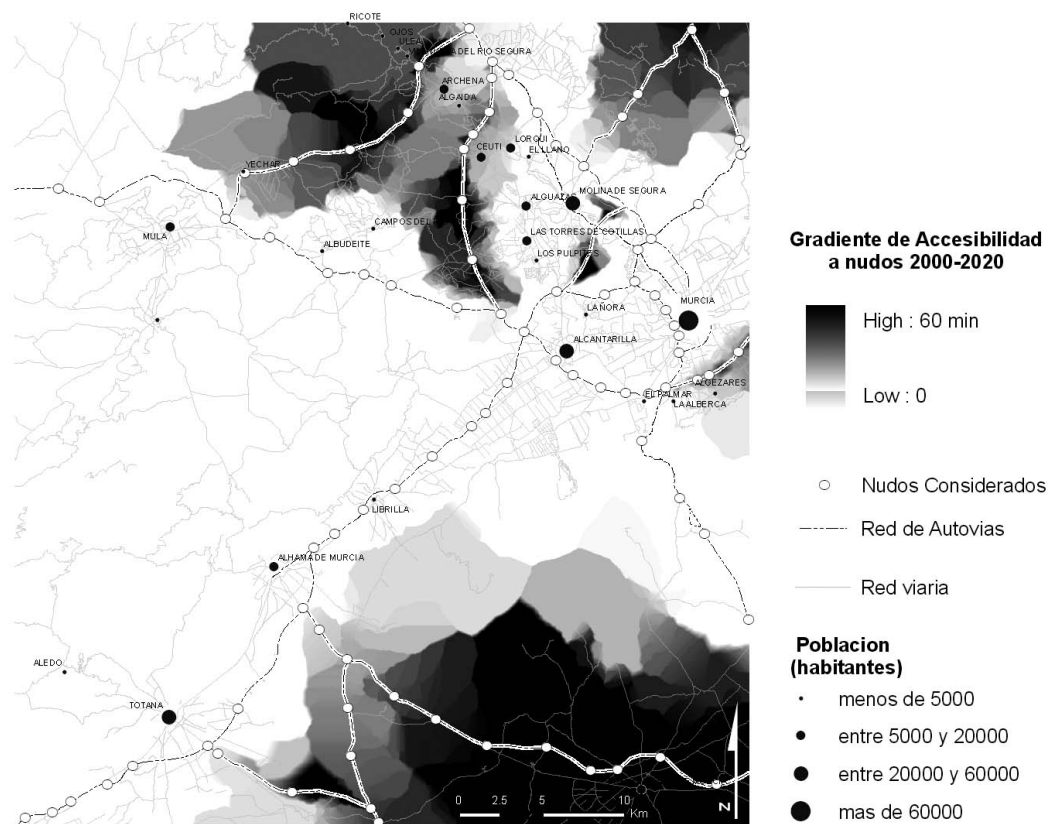 RICOTE
OJOS
ULEA
DEL RIO SEGURA
ARCHENA
ALGAIDA
LORQUI
CEUTI
EL LLANO
YECHAR
MOLINA DE SEGURA
ALGUAZAS
CAMPOS DEL
MULA
ALBUDEITE
LAS TORRES DE COTILLAS
LOS PULPITES
MURCIA
LA ÑORA
ALCANTARILLA
ALGEZARES
EL PALMAR
LA ALBERCA
LIBRILLA
ALHAMA DE MURCIA
ALEDO
TOTANA
0 2.5 5 10
Km
N
Gradiente de Accesibilidad
a nudos 2000-2020
High : 60 min
Low : 0
Nudos Considerados
Red de Autovias
Red viaria
Poblacion
(habitantes)
menos de 5000
entre 5000 y 20000
entre 20000 y 60000
mas de 60000